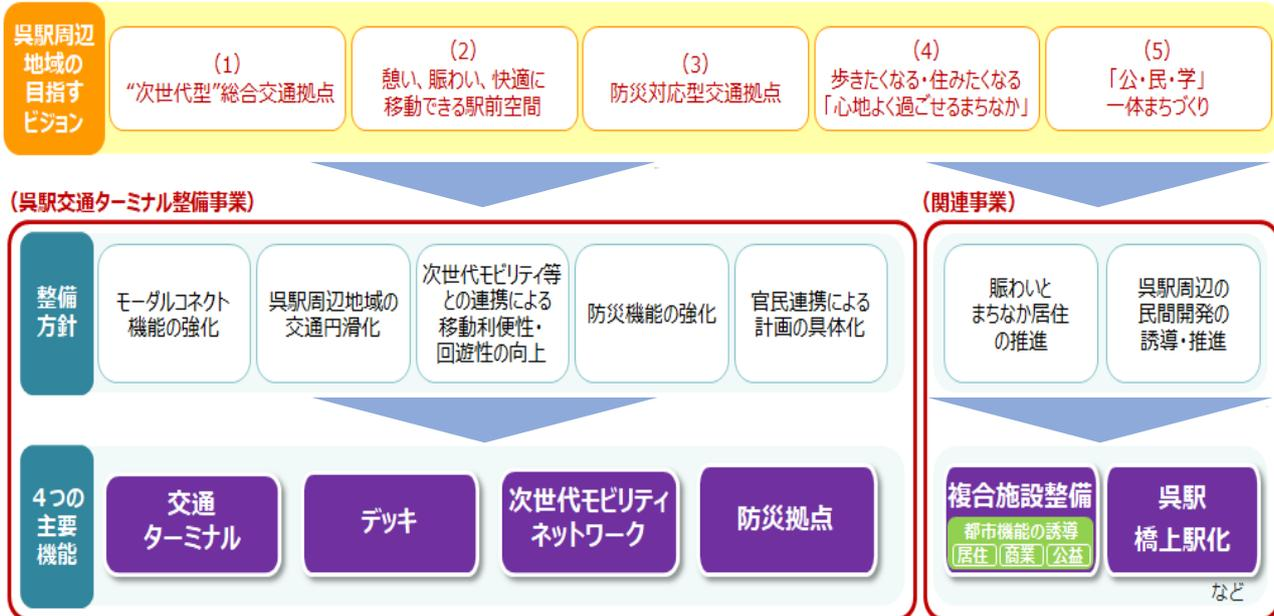 呉駅周辺
地域の
目指す
ビジョン
(1)
“次世代型”総合交通拠点
(2)
憩い、賑わい、快適に
移動できる駅前空間
(3)
防災対応型交通拠点
(4)
歩きたくなる・住みたくなる
「心地よく過ごせるまちなか」
(5)
「公・民・学」
一体まちづくり
(呉駅交通ターミナル整備事業)
整備
方針
モーダルコネクト
機能の強化
呉駅周辺地域の
交通円滑化
次世代モビリティ等
との連携による
移動利便性・
回遊性の向上
防災機能の強化
官民連携による
計画の具体化
4つの
主要
機能
交通
ターミナル
デッキ
次世代モビリティ
ネットワーク
防災拠点
(関連事業)
賑わいと
まちなか居住
の推進
呉駅周辺の
民間開発の
誘導・推進
複合施設整備
都市機能の誘導
居住 商業 公益
呉駅
橋上駅化
など